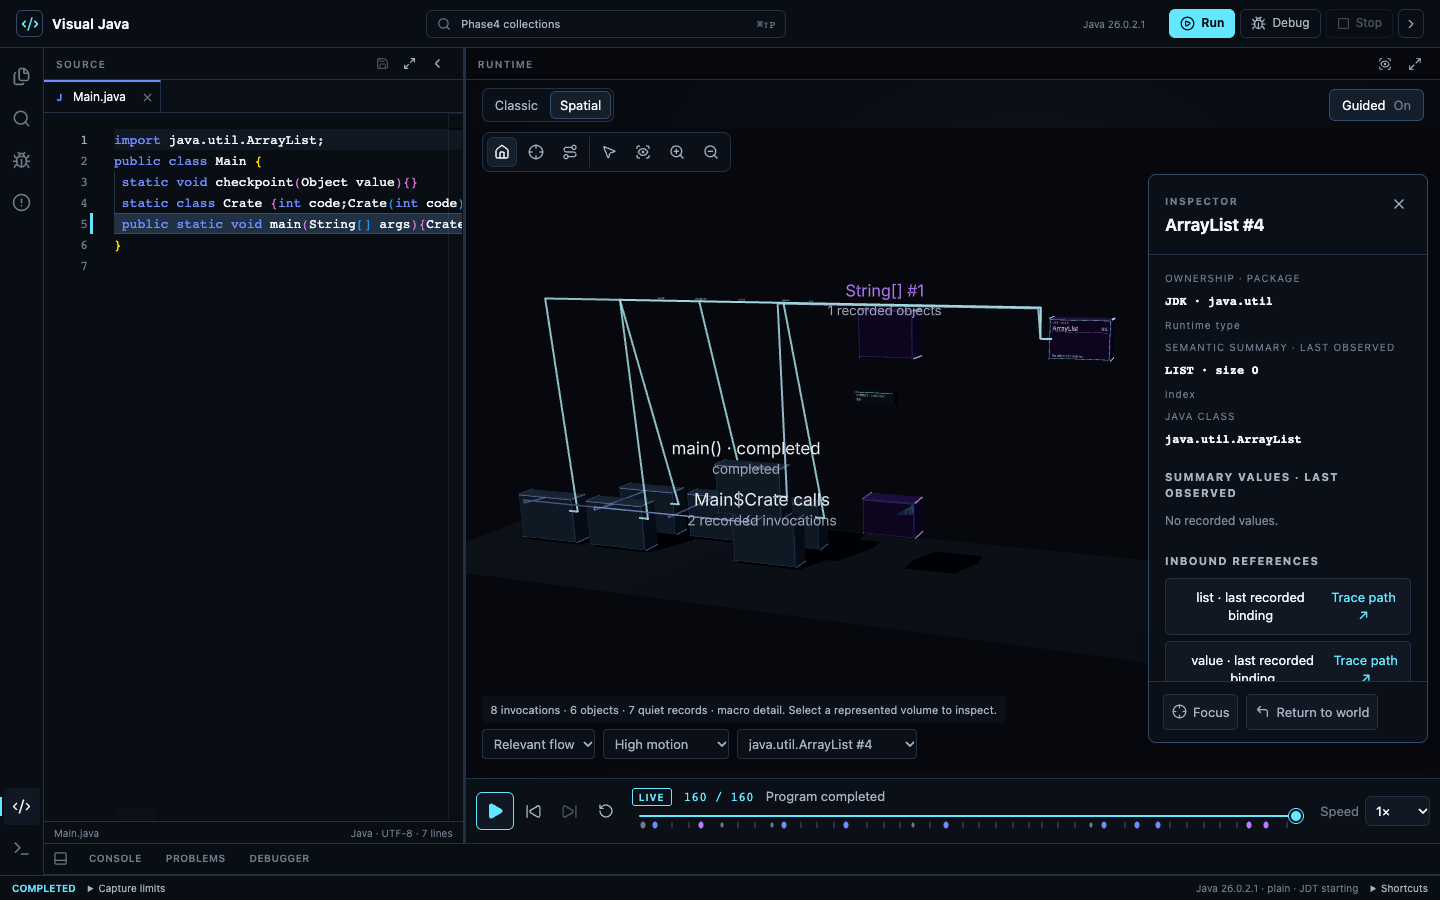 Visual Java
Phase4 collections
⌘⇧P
Java 26.0.2.1
Run
Debug
Stop
SOURCE
RUNTIME
J Main.java
Classic
Spatial
Guided On
1 import java.util.ArrayList;
2 public class Main {
3 static void checkpoint(Object value){}
4 static class Crate {int code;Crate(int code)
5 public static void main(String[] args){Crate
6 }
7
INSPECTOR
ArrayList #4
OWNERSHIP · PACKAGE
JDK · java.util
Runtime type
SEMANTIC SUMMARY · LAST OBSERVED
LIST · size 0
index
JAVA CLASS
java.util.ArrayList
SUMMARY VALUES · LAST
OBSERVED
No recorded values.
INBOUND REFERENCES
list · last recorded
binding
Trace path
↗
value · last recorded
binding
Trace path
↗
Focus
Return to world
String[] #1
1 recorded objects
ArrayList
#4
main() · completed
completed
Main$Crate calls
2 recorded invocations
8 invocations · 6 objects · 7 quiet records · macro detail. Select a represented volume to inspect.
Relevant flow
High motion
java.util.ArrayList #4
LIVE
160 / 160
Program completed
Speed
1×
Main.java
Java · UTF-8 · 7 lines
CONSOLE
PROBLEMS
DEBUGGER
COMPLETED
Capture limits
Java 26.0.2.1 · plain · JDT starting
Shortcuts